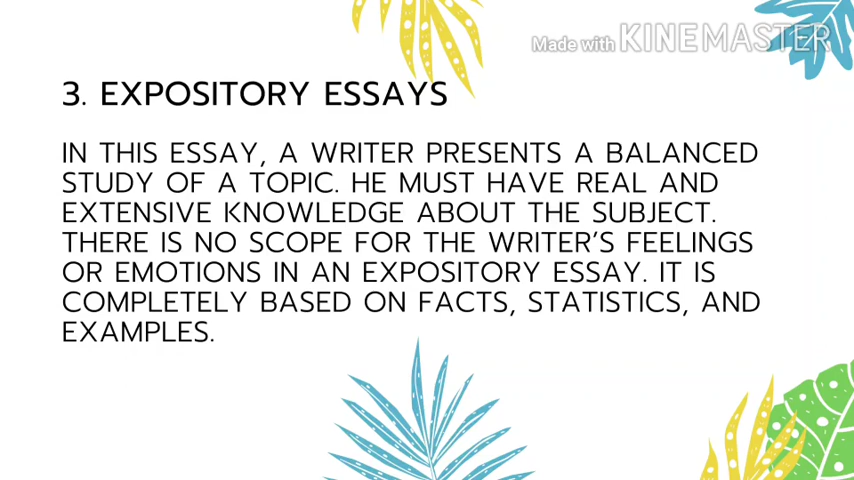 Made with KINEMASTER
3. EXPOSITORY ESSAYS
IN THIS ESSAY, A WRITER PRESENTS A BALANCED
STUDY OF A TOPIC. HE MUST HAVE REAL AND
EXTENSIVE KNOWLEDGE ABOUT THE SUBJECT.
THERE IS NO SCOPE FOR THE WRITER’S FEELINGS
OR EMOTIONS IN AN EXPOSITORY ESSAY. IT IS
COMPLETELY BASED ON FACTS, STATISTICS, AND
EXAMPLES.